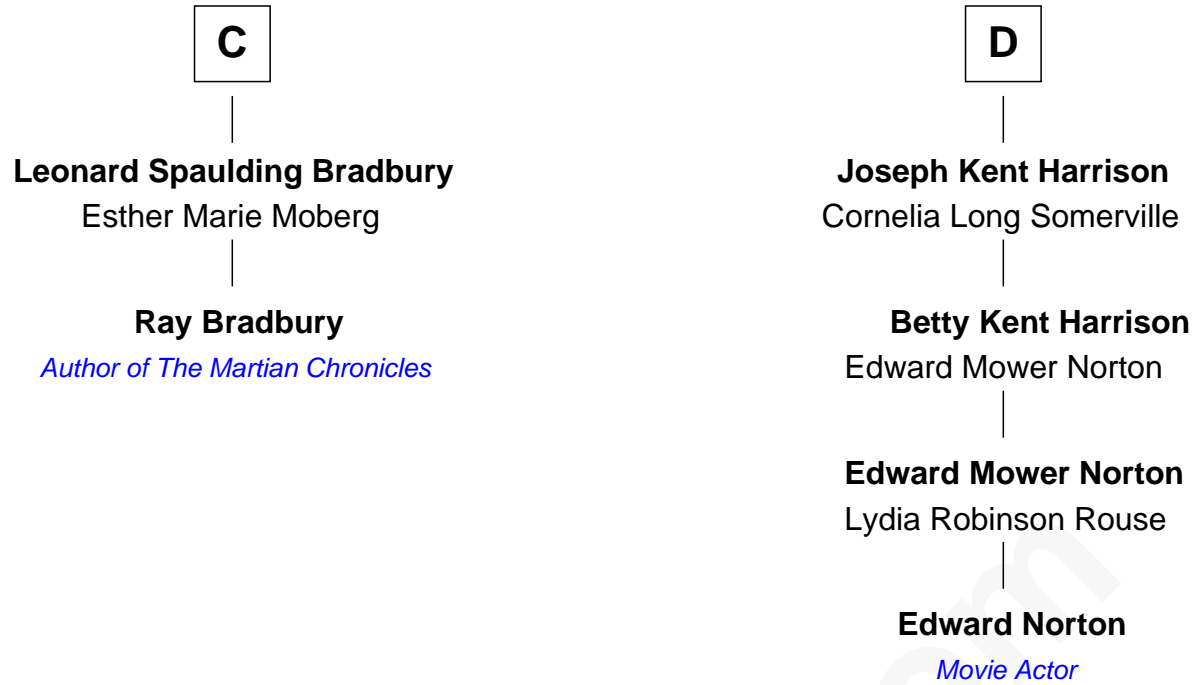 C
Leonard Spaulding Bradbury
Esther Marie Moberg
Ray Bradbury
Author of The Martian Chronicles
D
Joseph Kent Harrison
Cornelia Long Somerville
Betty Kent Harrison
Edward Mower Norton
Edward Mower Norton
Lydia Robinson Rouse
Edward Norton
Movie Actor